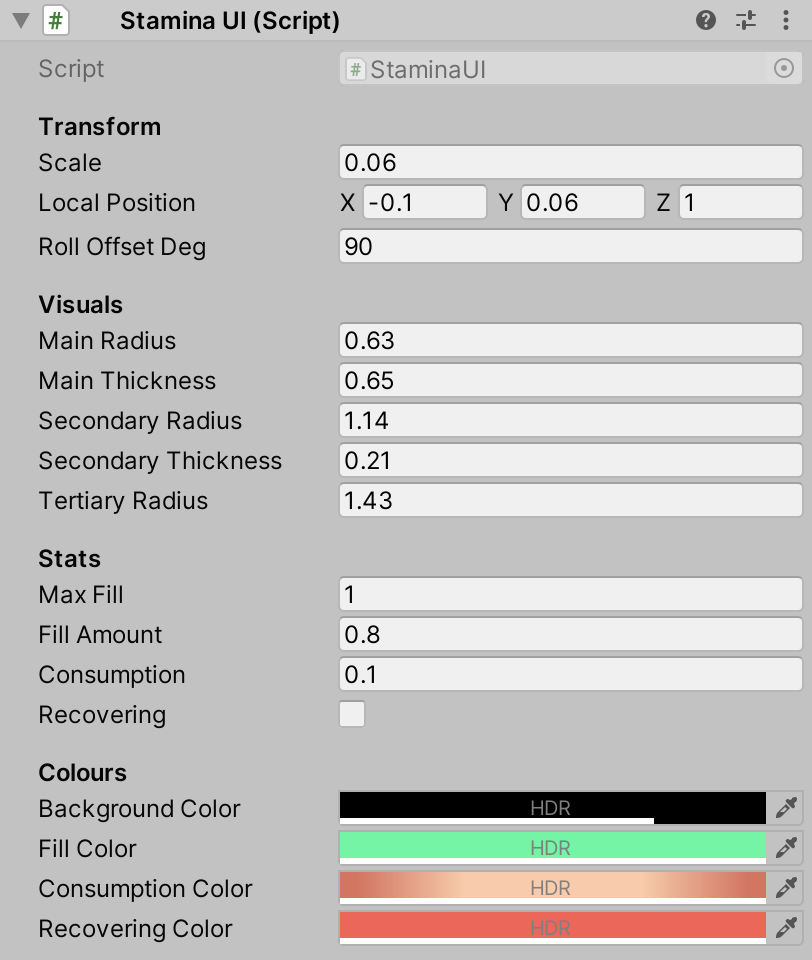 # Stamina UI (Script)
Script # StaminaUI
Transform
Scale 0.06
Local Position X -0.1 Y 0.06 Z 1
Roll Offset Deg 90
Visuals
Main Radius 0.63
Main Thickness 0.65
Secondary Radius 1.14
Secondary Thickness 0.21
Tertiary Radius 1.43
Stats
Max Fill 1
Fill Amount 0.8
Consumption 0.1
Recovering
Colours
Background Color HDR
Fill Color HDR
Consumption Color HDR
Recovering Color HDR